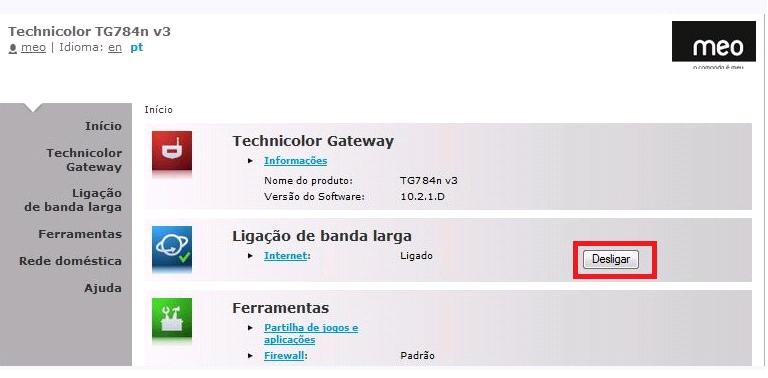 Technicolor TG784n v3
meo | Idioma: en pt
meo
o comando é meu
Início
Technicolor
Gateway
Ligação
de banda larga
Ferramentas
Rede doméstica
Ajuda
Início
Technicolor Gateway
Informações
Nome do produto: TG784n v3
Versão do Software: 10.2.1.D
Ligação de banda larga
Internet: Ligado Desligar
Ferramentas
Partilha de jogos e
aplicações
Firewall: Padrão